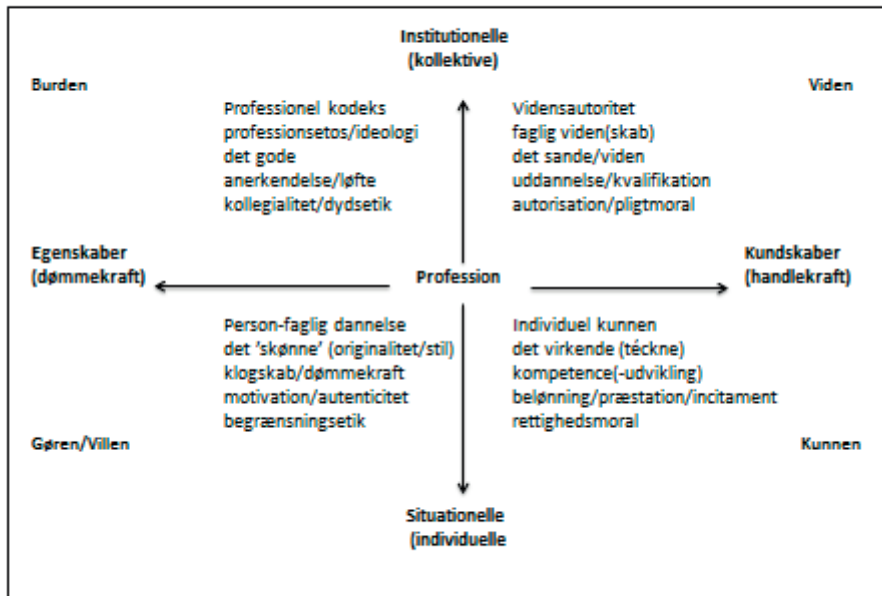 Institutionelle
(kollektive)
Burden
Viden
Professionel kodeks
professionsetos/ideologi
det gode
anerkendelse/løfte
kollegialitet/dydsetik
Vidensautoritet
faglig viden(skab)
det sande/viden
uddannelse/kvalifikation
autorisation/pligtmoral
Egenskaber
(dømmekraft)
Profession
Kundskaber
(handlekraft)
Person-faglig dannelse
det 'skønne' (originalitet/stil)
klogskab/dømmekraft
motivation/autenticitet
begrænsningsetik
Individuel kunnen
det virkende (téckne)
kompetence(-udvikling)
belønning/præstation/incitament
rettighedsmoral
Gøren/Villen
Kunnen
Situationelle
(individuelle